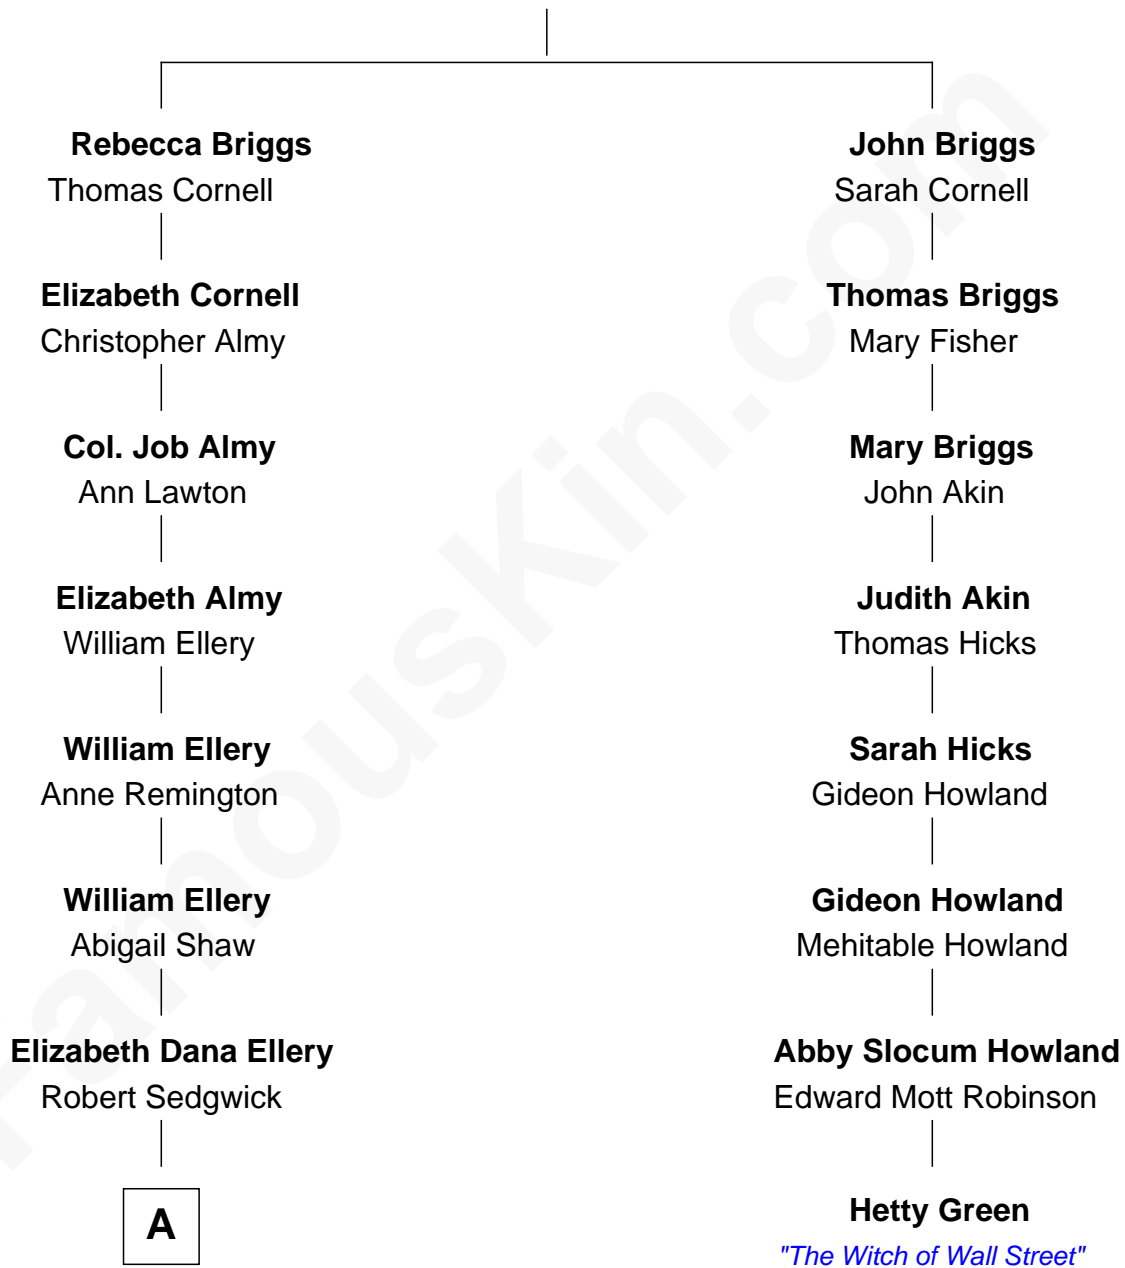 Rebecca Briggs
Thomas Cornell
Elizabeth Cornell
Christopher Almy
Col. Job Almy
Ann Lawton
Elizabeth Almy
William Ellery
William Ellery
Anne Remington
William Ellery
Abigail Shaw
Elizabeth Dana Ellery
Robert Sedgwick
A
John Briggs
Sarah Cornell
Thomas Briggs
Mary Fisher
Mary Briggs
John Akin
Judith Akin
Thomas Hicks
Sarah Hicks
Gideon Howland
Gideon Howland
Mehitable Howland
Abby Slocum Howland
Edward Mott Robinson
Hetty Green
"The Witch of Wall Street"
FamousKin.com